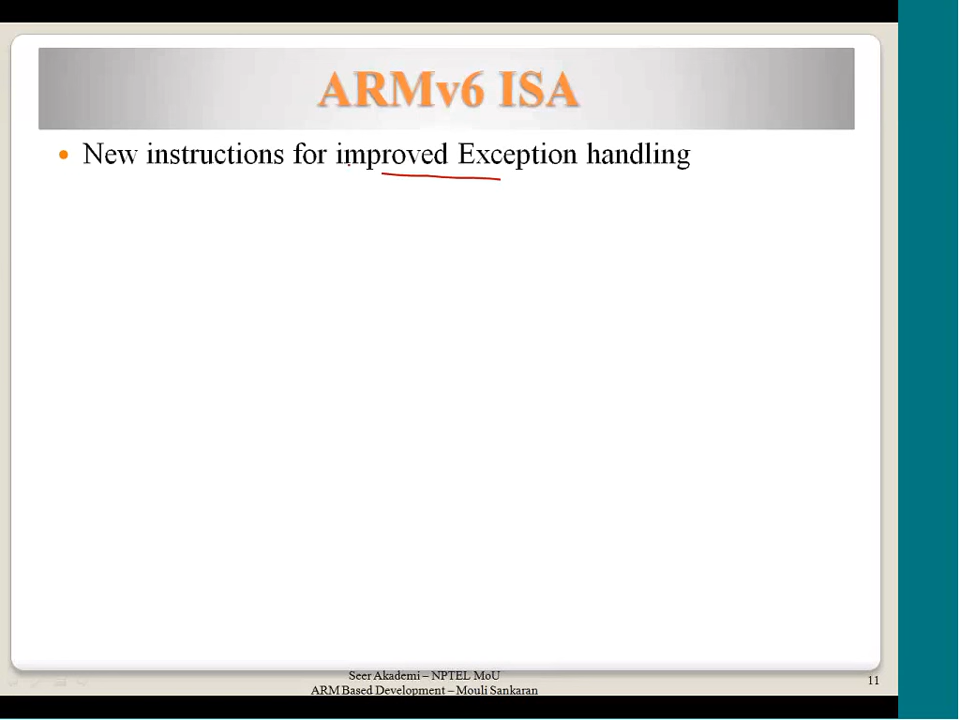 ARMv6 ISA
• New instructions for improved Exception handling
Seer Akademi – NPTEL MoU
ARM Based Development – Mouli Sankaran
11